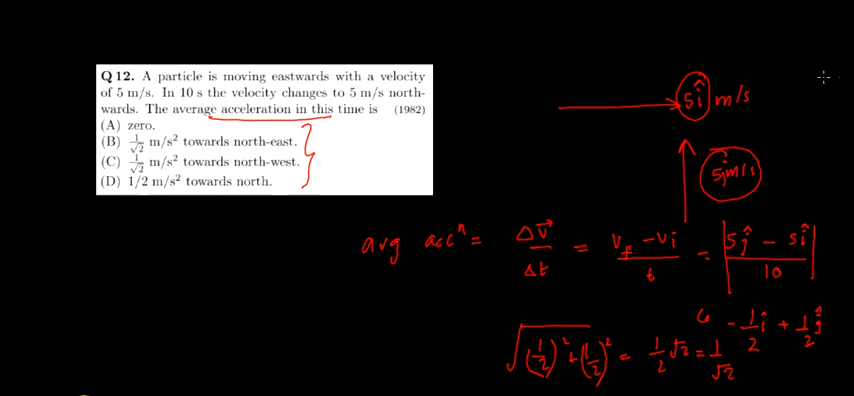 Q 12. A particle is moving eastwards with a velocity
of 5 m/s. In 10 s the velocity changes to 5 m/s north-
wards. The average acceleration in this time is (1982)
(A) zero.
(B) 1/√2 m/s² towards north-east.
(C) 1/√2 m/s² towards north-west.
(D) 1/2 m/s² towards north.
5î m/s
5ĵ m/s
avg accⁿ = Δv⃗/Δt = (v_f - v_i)/t = |(5ĵ - 5î)/10|
-1/2 i + 1/2 ĵ
√((1/2)² + (1/2)²) = 1/2 √2 = 1/√2